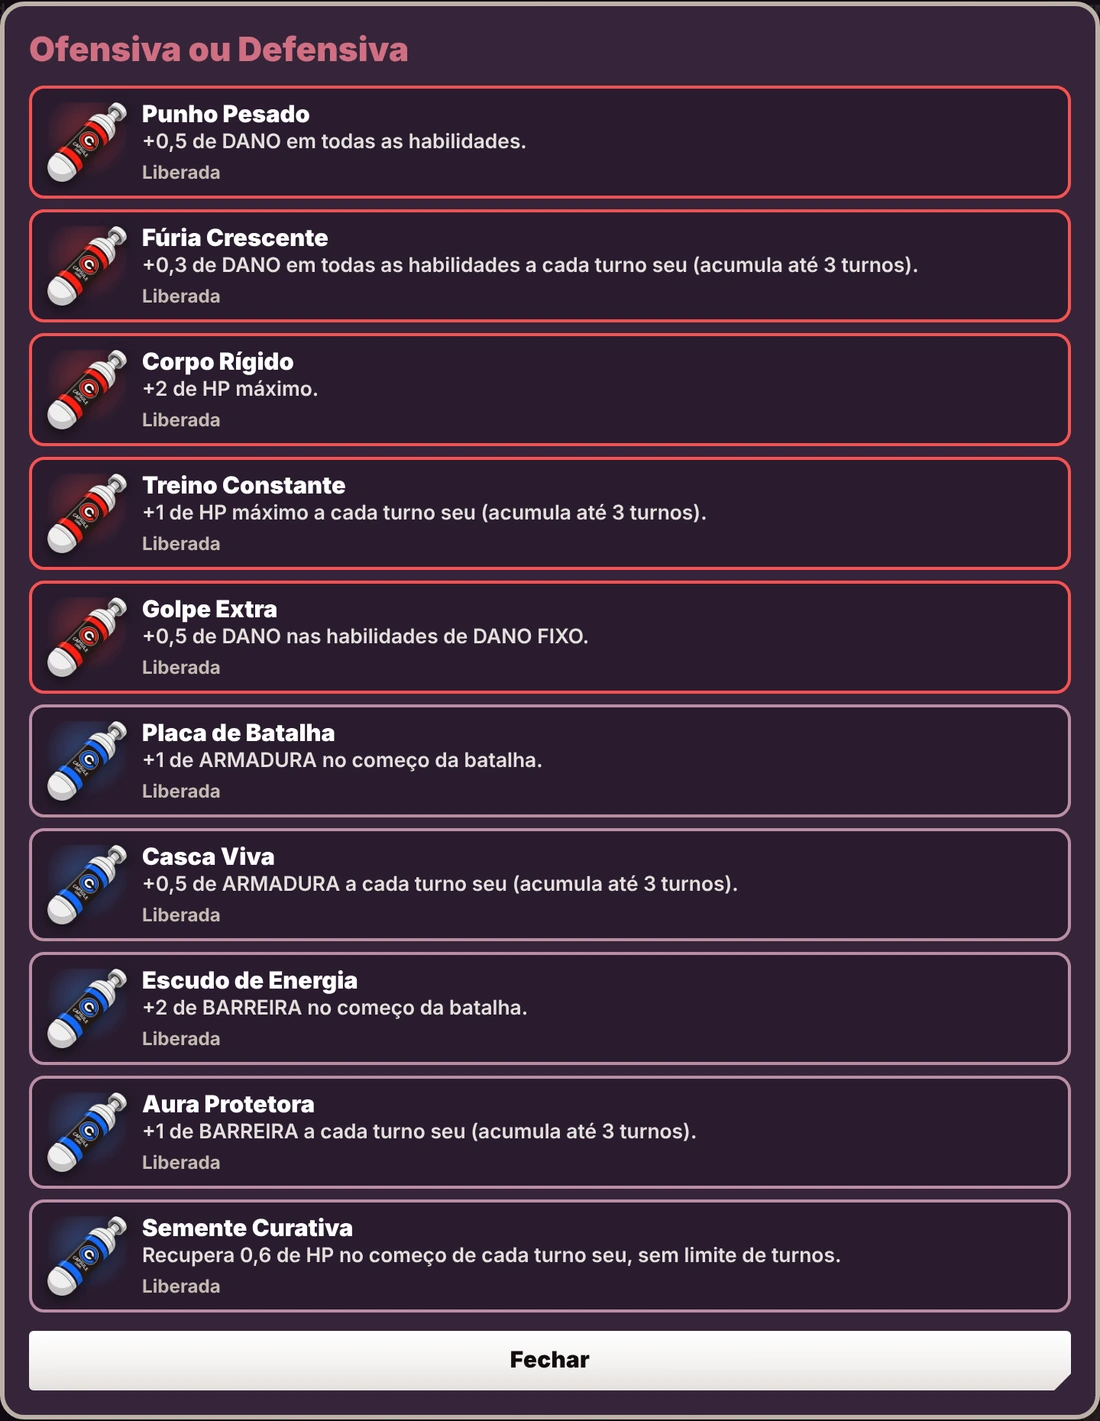 Ofensiva ou Defensiva
Punho Pesado
+0,5 de DANO em todas as habilidades.
Liberada
Fúria Crescente
+0,3 de DANO em todas as habilidades a cada turno seu (acumula até 3 turnos).
Liberada
Corpo Rígido
+2 de HP máximo.
Liberada
Treino Constante
+1 de HP máximo a cada turno seu (acumula até 3 turnos).
Liberada
Golpe Extra
+0,5 de DANO nas habilidades de DANO FIXO.
Liberada
Placa de Batalha
+1 de ARMADURA no começo da batalha.
Liberada
Casca Viva
+0,5 de ARMADURA a cada turno seu (acumula até 3 turnos).
Liberada
Escudo de Energia
+2 de BARREIRA no começo da batalha.
Liberada
Aura Protetora
+1 de BARREIRA a cada turno seu (acumula até 3 turnos).
Liberada
Semente Curativa
Recupera 0,6 de HP no começo de cada turno seu, sem limite de turnos.
Liberada
Fechar